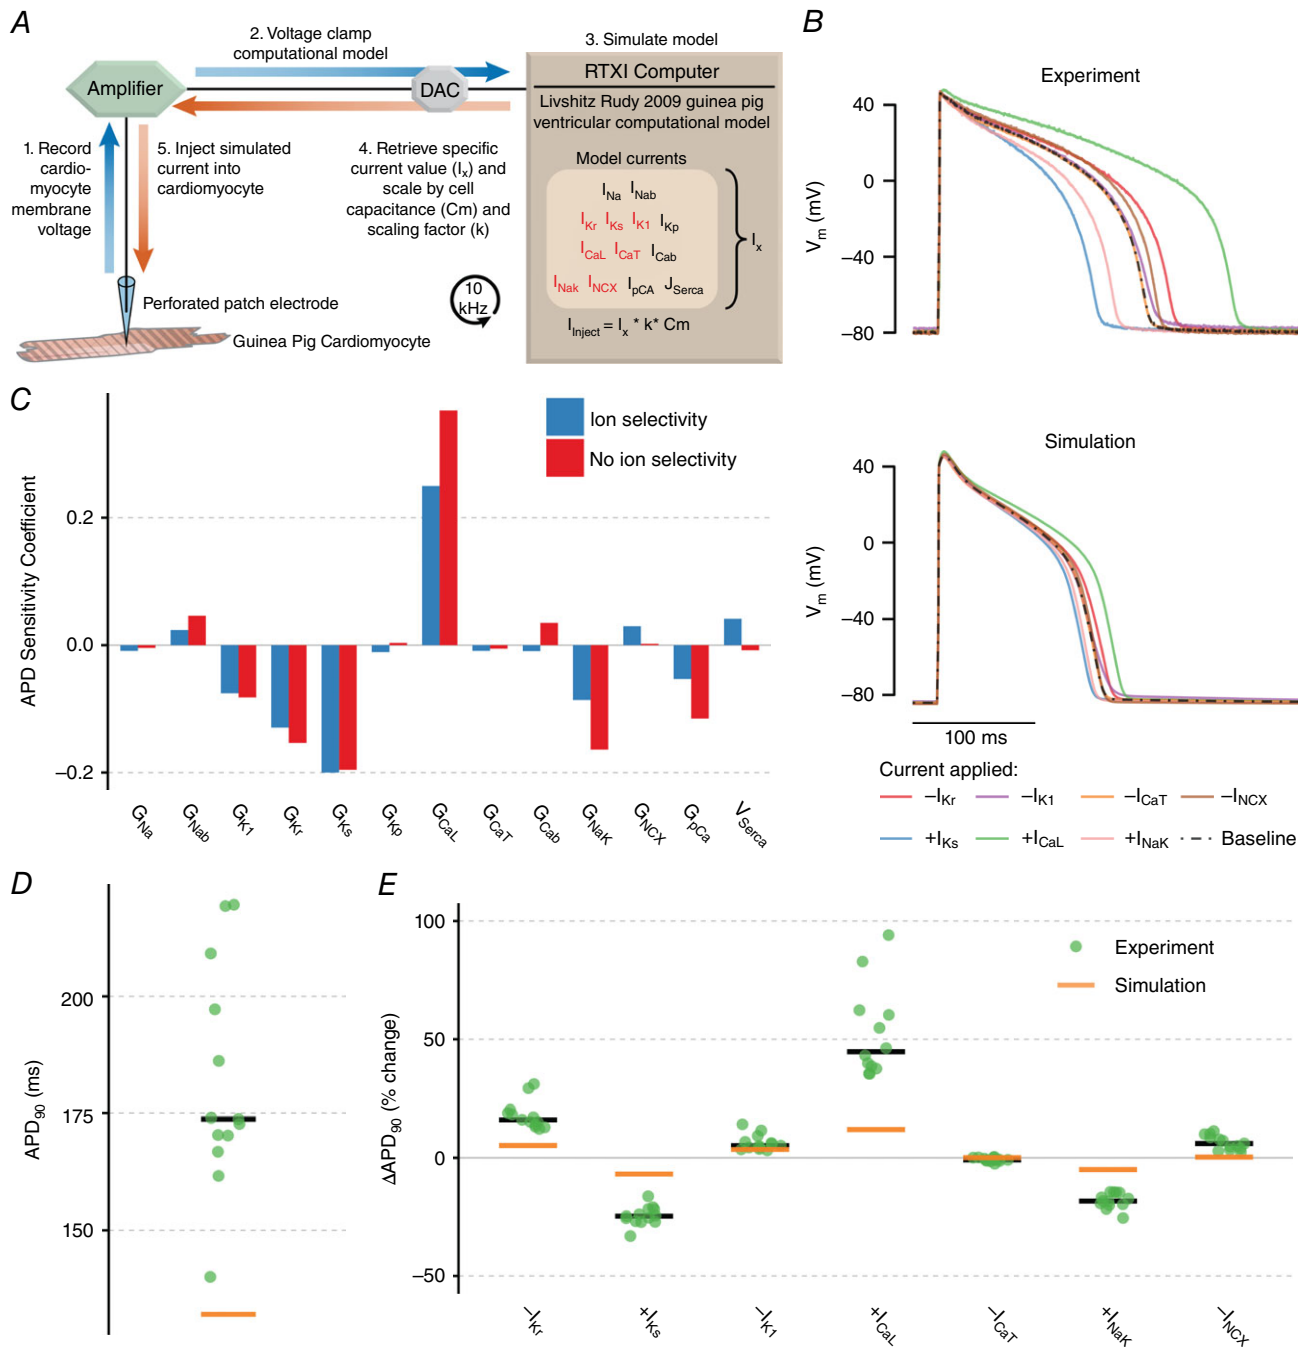 A
2. Voltage clamp
computational model
3. Simulate model
Amplifier
DAC
RTXI Computer
Livshitz Rudy 2009 guinea pig
ventricular computational model
1. Record
cardio-
myocyte
membrane
voltage
5. Inject simulated
current into
cardiomyocyte
4. Retrieve specific
current value (Ix) and
scale by cell
capacitance (Cm) and
scaling factor (k)
Model currents
INa INab
IKr IKs IK1 IKp
ICaL ICaT ICab
INak INCX IpCA JSerca
Ix
IInject = Ix * k* Cm
10
kHz
Perforated patch electrode
Guinea Pig Cardiomyocyte
B
Experiment
40
0
−40
−80
Vm (mV)
Simulation
40
0
−40
−80
Vm (mV)
100 ms
Current applied:
−IKr −IK1 −ICaT −INCX
+IKs +ICaL +INaK Baseline
C
Ion selectivity
No ion selectivity
APD Sensitivity Coefficient
0.2
0.0
−0.2
GNa GNab GK1 GKr GKs GKp GCaL GCaT GCab GNaK GNCX GpCa VSerca
D
APD90 (ms)
200
175
150
E
ΔAPD90 (% change)
100
50
0
−50
Experiment
Simulation
−IKr +IKs −IK1 +ICaL −ICaT +INaK −INCX